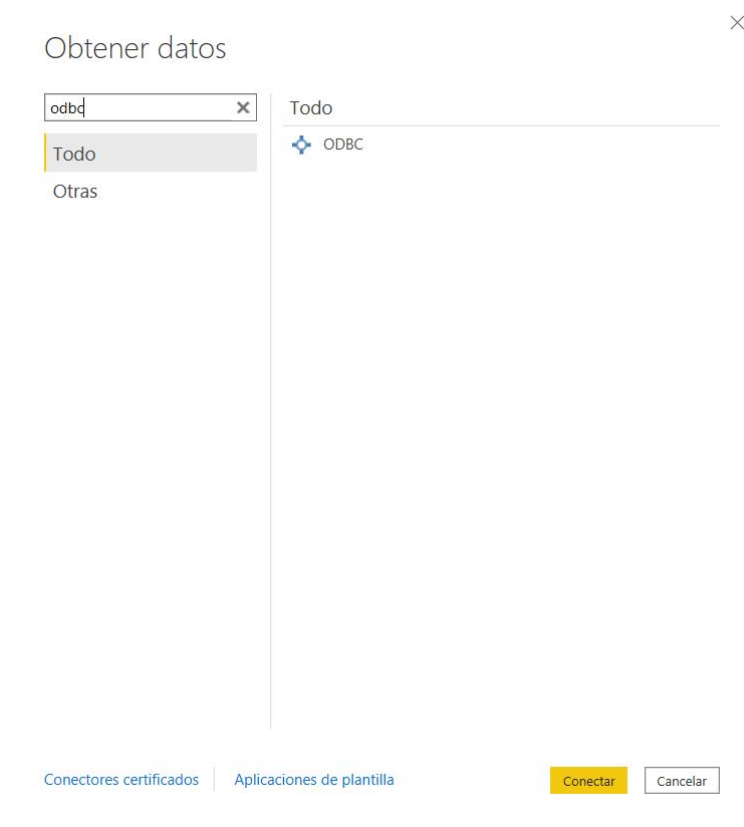 Obtener datos
odbc
Todo
Otras
Todo
ODBC
Conectores certificados
Aplicaciones de plantilla
Conectar
Cancelar